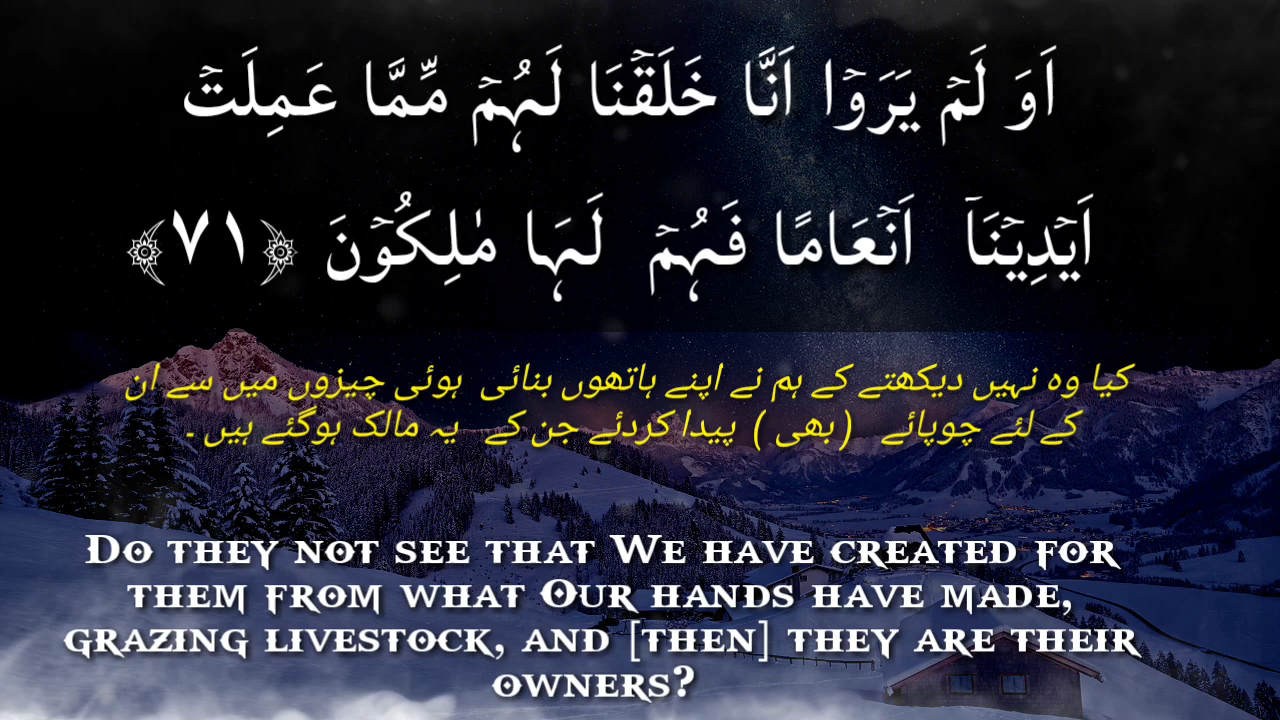 اَوَ لَمۡ يَرَوۡا اَنَّا خَلَقۡنَا لَهُمۡ مِّمَّا عَمِلَتۡ
اَيۡدِيۡنَاۤ اَنۡعَامًا فَهُمۡ لَهَا مٰلِكُوۡنَ ﴿۷۱﴾
کیا وہ نہیں دیکھتے کے ہم نے اپنے ہاتھوں بنائی ہوئی چیزوں میں سے ان
کے لئے چوپائے ( بھی ) پیدا کردئے جن کے یہ مالک ہوگئے ہیں ۔
Do they not see that We have created for
them from what Our hands have made,
grazing livestock, and [then] they are their
owners?